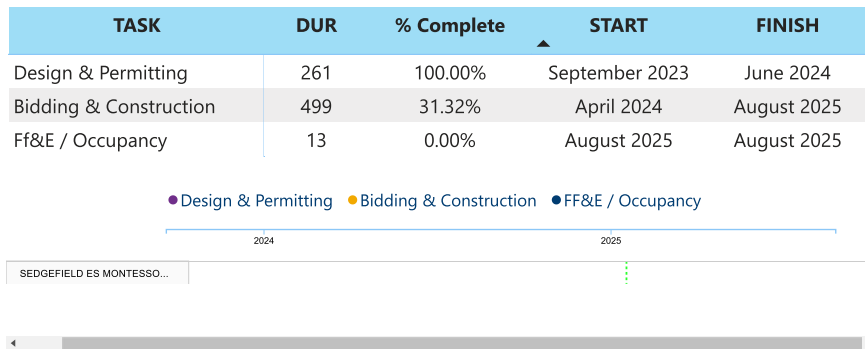 TASK DUR % Complete START FINISH
Design & Permitting 261 100.00% September 2023 June 2024
Bidding & Construction 499 31.32% April 2024 August 2025
Ff&E / Occupancy 13 0.00% August 2025 August 2025
Design & Permitting Bidding & Construction FF&E / Occupancy
2024 2025
SEDGEFIELD ES MONTESSO...